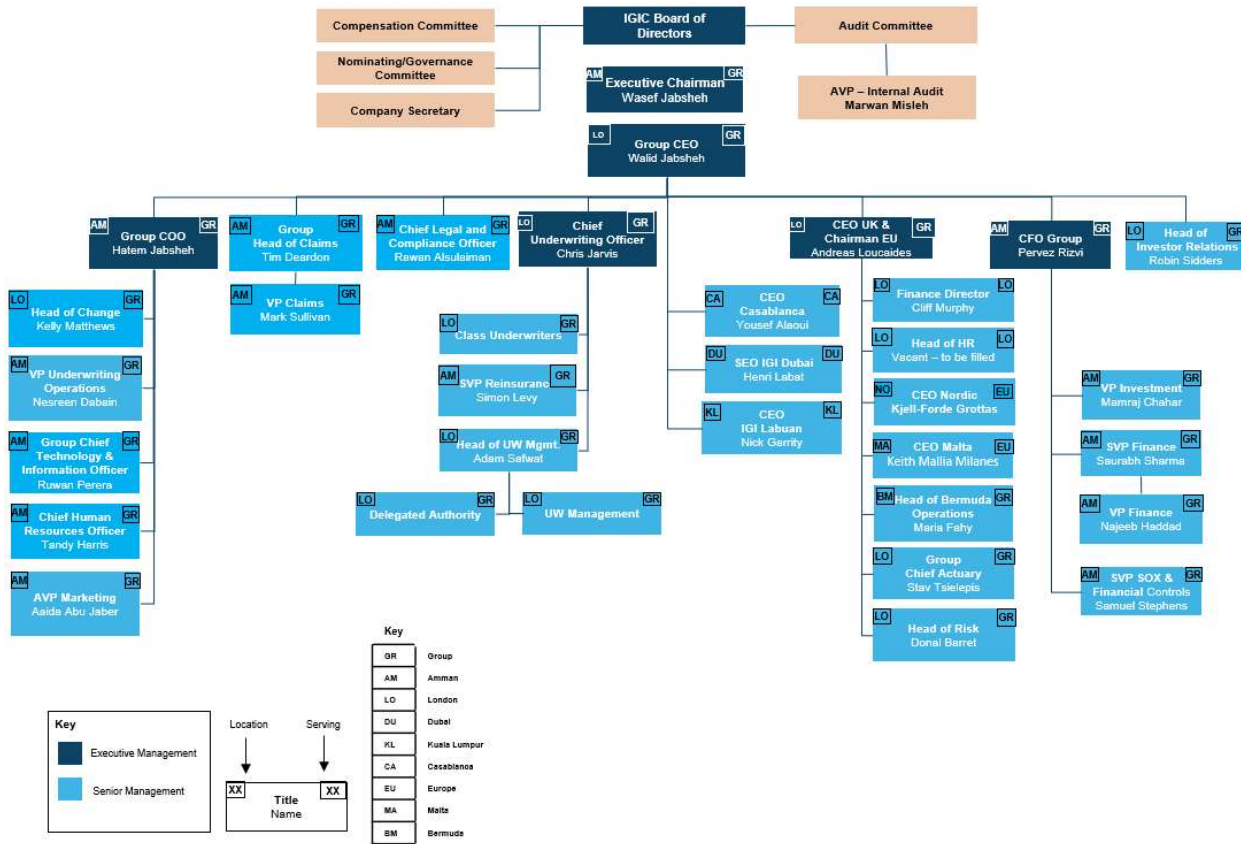 Compensation Committee
IGIC Board of
Directors
Audit Committee
Nominating/Governance
Committee
AM
GR
Executive Chairman
Wasef Jabsheh
AVP – Internal Audit
Marwan Misleh
Company Secretary
LO
GR
Group CEO
Walid Jabsheh
AM
GR
Group COO
Hatem Jabsheh
AM
GR
Group
Head of Claims
Tim Deardon
AM
GR
Chief Legal and
Compliance Officer
Rawan Alsulaiman
LO
GR
Chief
Underwriting Officer
Chris Jarvis
LO
GR
CEO UK &
Chairman EU
Andreas Loucaides
AM
GR
CFO Group
Pervez Rizvi
LO
GR
Head of
Investor Relations
Robin Sidders
LO
GR
Head of Change
Kelly Matthews
AM
GR
VP Underwriting
Operations
Nesreen Dabain
AM
GR
Group Chief
Technology &
Information Officer
Ruwan Perera
AM
GR
Chief Human
Resources Officer
Tandy Harris
AM
GR
AVP Marketing
Aaida Abu Jaber
AM
GR
VP Claims
Mark Sullivan
LO
GR
Class Underwriters
AM
GR
SVP Reinsurance
Simon Levy
LO
GR
Head of UW Mgmt.
Adam Safwat
LO
GR
Delegated Authority
LO
GR
UW Management
CA
CA
CEO
Casablanca
Yousef Alaoui
DU
DU
SEO IGI Dubai
Henri Labat
KL
KL
CEO
IGI Labuan
Nick Garrity
LO
LO
Finance Director
Cliff Murphy
LO
LO
Head of HR
Vacant – to be filled
NO
EU
CEO Nordic
Kjell-Forde Grottas
MA
EU
CEO Malta
Keith Mallia Milanes
BM
GR
Head of Bermuda
Operations
Maria Fahy
LO
GR
Group
Chief Actuary
Stav Tsielepis
LO
GR
Head of Risk
Donal Barret
AM
GR
VP Investment
Mamraj Chahar
AM
GR
SVP Finance
Saurabh Sharma
AM
GR
VP Finance
Najeeb Haddad
AM
GR
SVP SOX &
Financial Controls
Samuel Stephens
Key
Executive Management
Senior Management
Location
Serving
XX
XX
Title
Name
Key
GR Group
AM Amman
LO London
DU Dubai
KL Kuala Lumpur
CA Casablanca
EU Europe
MA Malta
BM Bermuda